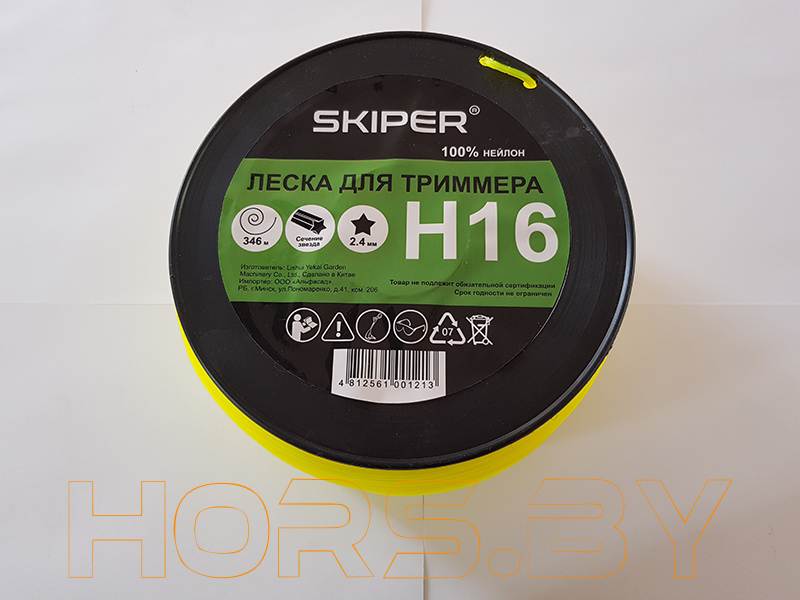 SKIPER®
100% НЕЙЛОН
ЛЕСКА ДЛЯ ТРИММЕРА
346 м
Сечение
звезда
2.4 мм
H16
Изготовитель: Lishui Yekai Garden
Machinery Co., Ltd., Сделано в Китае
Импортер: ООО «Альфасад»
РБ, г.Минск, ул.Пономаренко, д.41, ком. 206
Товар не подлежит обязательной сертификации
Срок годности не ограничен
07
4 812561 001213
HORS.BY